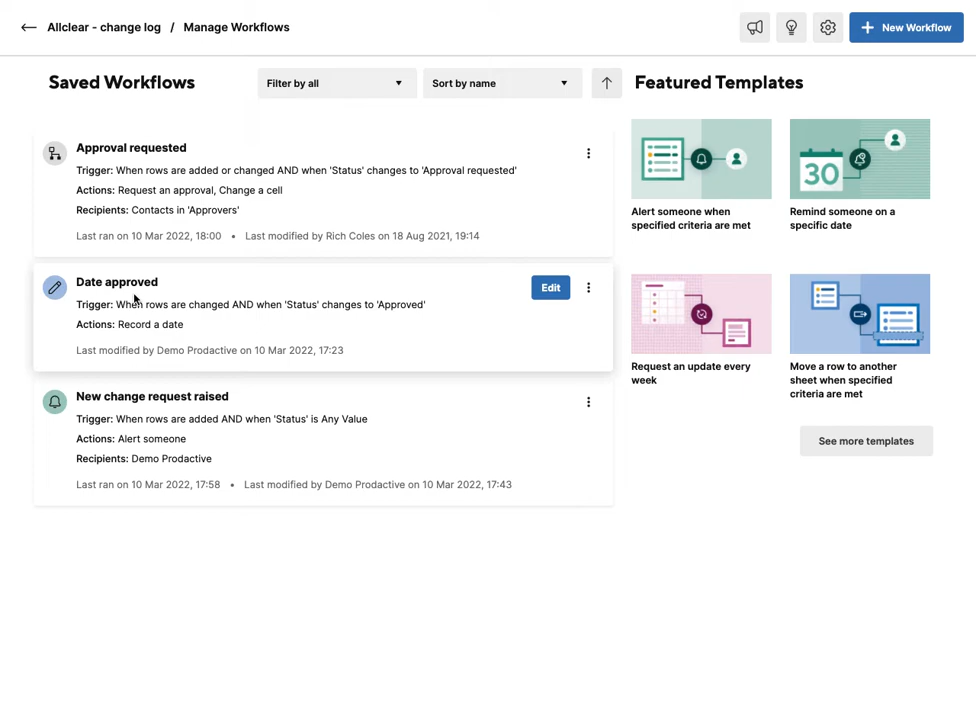 Allclear - change log / Manage Workflows
New Workflow
Saved Workflows
Filter by all
Sort by name
Featured Templates
Approval requested
Trigger: When rows are added or changed AND when 'Status' changes to 'Approval requested'
Actions: Request an approval, Change a cell
Recipients: Contacts in 'Approvers'
Last ran on 10 Mar 2022, 18:00 • Last modified by Rich Coles on 18 Aug 2021, 19:14
Date approved
Edit
Trigger: When rows are changed AND when 'Status' changes to 'Approved'
Actions: Record a date
Last modified by Demo Prodactive on 10 Mar 2022, 17:23
New change request raised
Trigger: When rows are added AND when 'Status' is Any Value
Actions: Alert someone
Recipients: Demo Prodactive
Last ran on 10 Mar 2022, 17:58 • Last modified by Demo Prodactive on 10 Mar 2022, 17:43
Alert someone when
specified criteria are met
30
Remind someone on a
specific date
Request an update every
week
Move a row to another
sheet when specified
criteria are met
See more templates